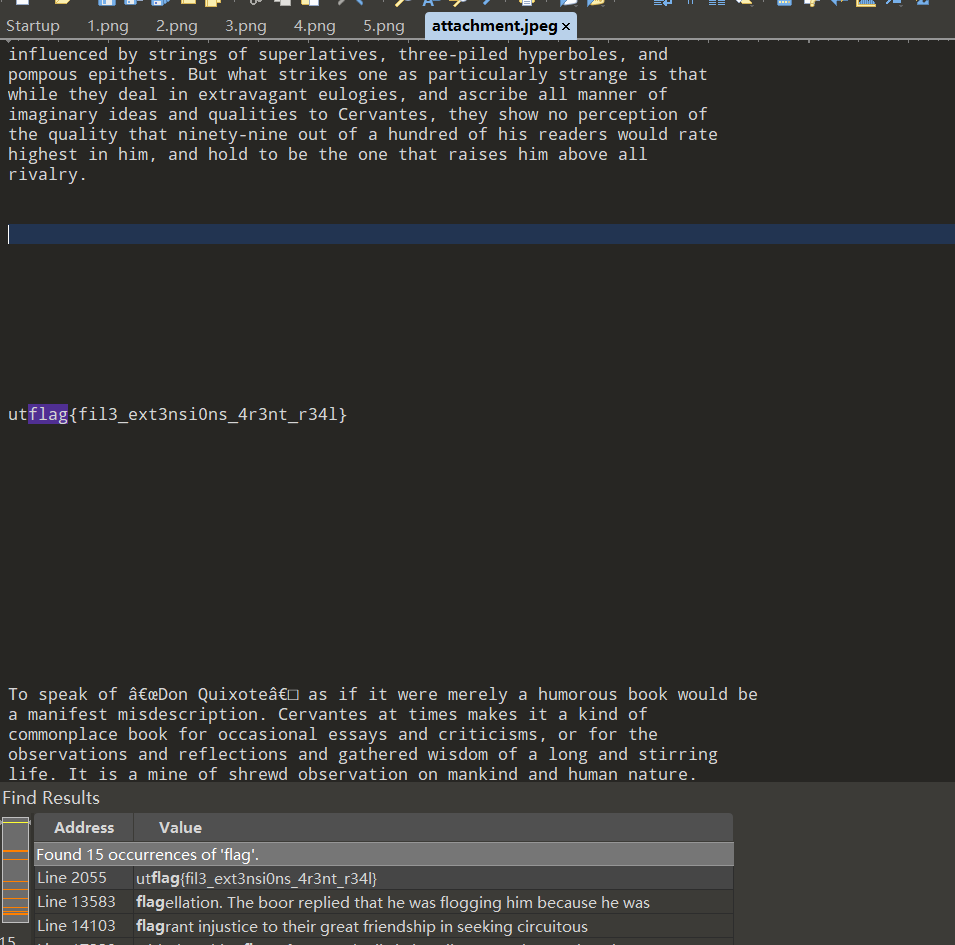 Startup 1.png 2.png 3.png 4.png 5.png attachment.jpeg ×
influenced by strings of superlatives, three-piled hyperboles, and
pompous epithets. But what strikes one as particularly strange is that
while they deal in extravagant eulogies, and ascribe all manner of
imaginary ideas and qualities to Cervantes, they show no perception of
the quality that ninety-nine out of a hundred of his readers would rate
highest in him, and hold to be the one that raises him above all
rivalry.
utflag{fil3_ext3nsi0ns_4r3nt_r34l}
To speak of â€œDon Quixoteâ€□ as if it were merely a humorous book would be
a manifest misdescription. Cervantes at times makes it a kind of
commonplace book for occasional essays and criticisms, or for the
observations and reflections and gathered wisdom of a long and stirring
life. It is a mine of shrewd observation on mankind and human nature.
Find Results
Address Value
Found 15 occurrences of 'flag'.
Line 2055 utflag{fil3_ext3nsi0ns_4r3nt_r34l}
Line 13583 flagellation. The boor replied that he was flogging him because he was
Line 14103 flagrant injustice to their great friendship in seeking circuitous